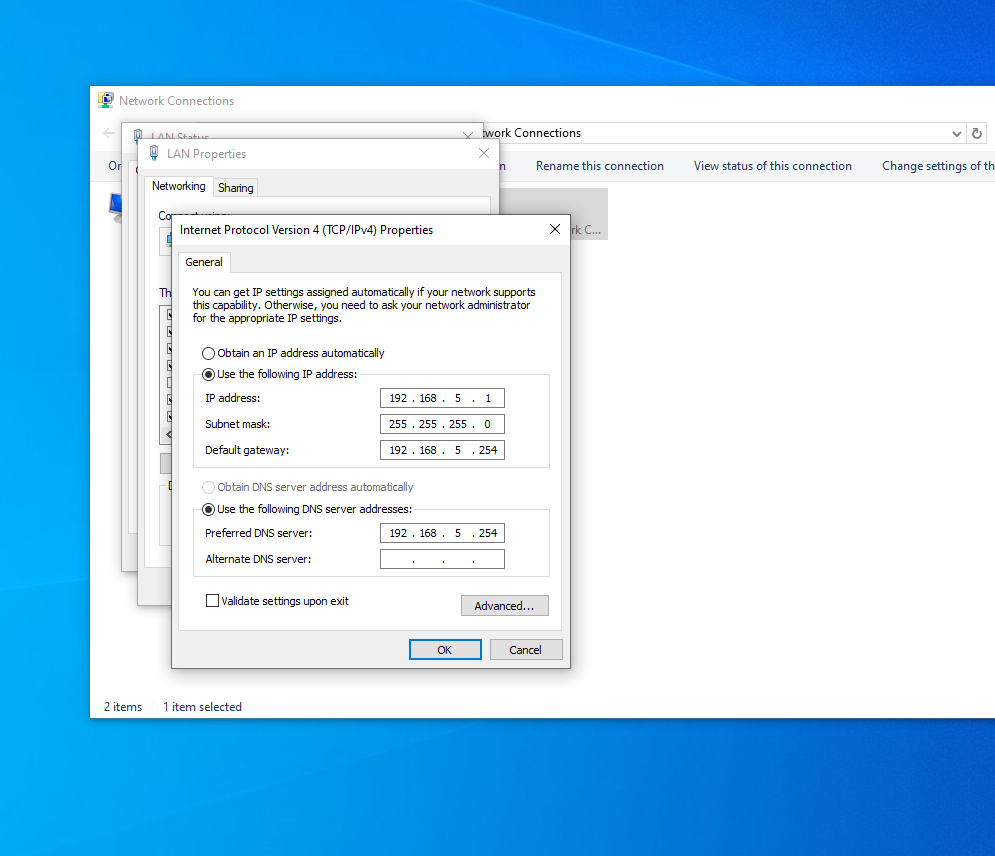 Network Connections
LAN Status
twork Connections
LAN Properties
Rename this connection
View status of this connection
Change settings of th
Networking
Sharing
Connect using:
rk C...
Internet Protocol Version 4 (TCP/IPv4) Properties
General
You can get IP settings assigned automatically if your network supports
this capability. Otherwise, you need to ask your network administrator
for the appropriate IP settings.
Obtain an IP address automatically
Use the following IP address:
IP address:
192 . 168 . 5 . 1
Subnet mask:
255 . 255 . 255 . 0
Default gateway:
192 . 168 . 5 . 254
Obtain DNS server address automatically
Use the following DNS server addresses:
Preferred DNS server:
192 . 168 . 5 . 254
Alternate DNS server:
. . .
Validate settings upon exit
Advanced...
OK
Cancel
2 items
1 item selected